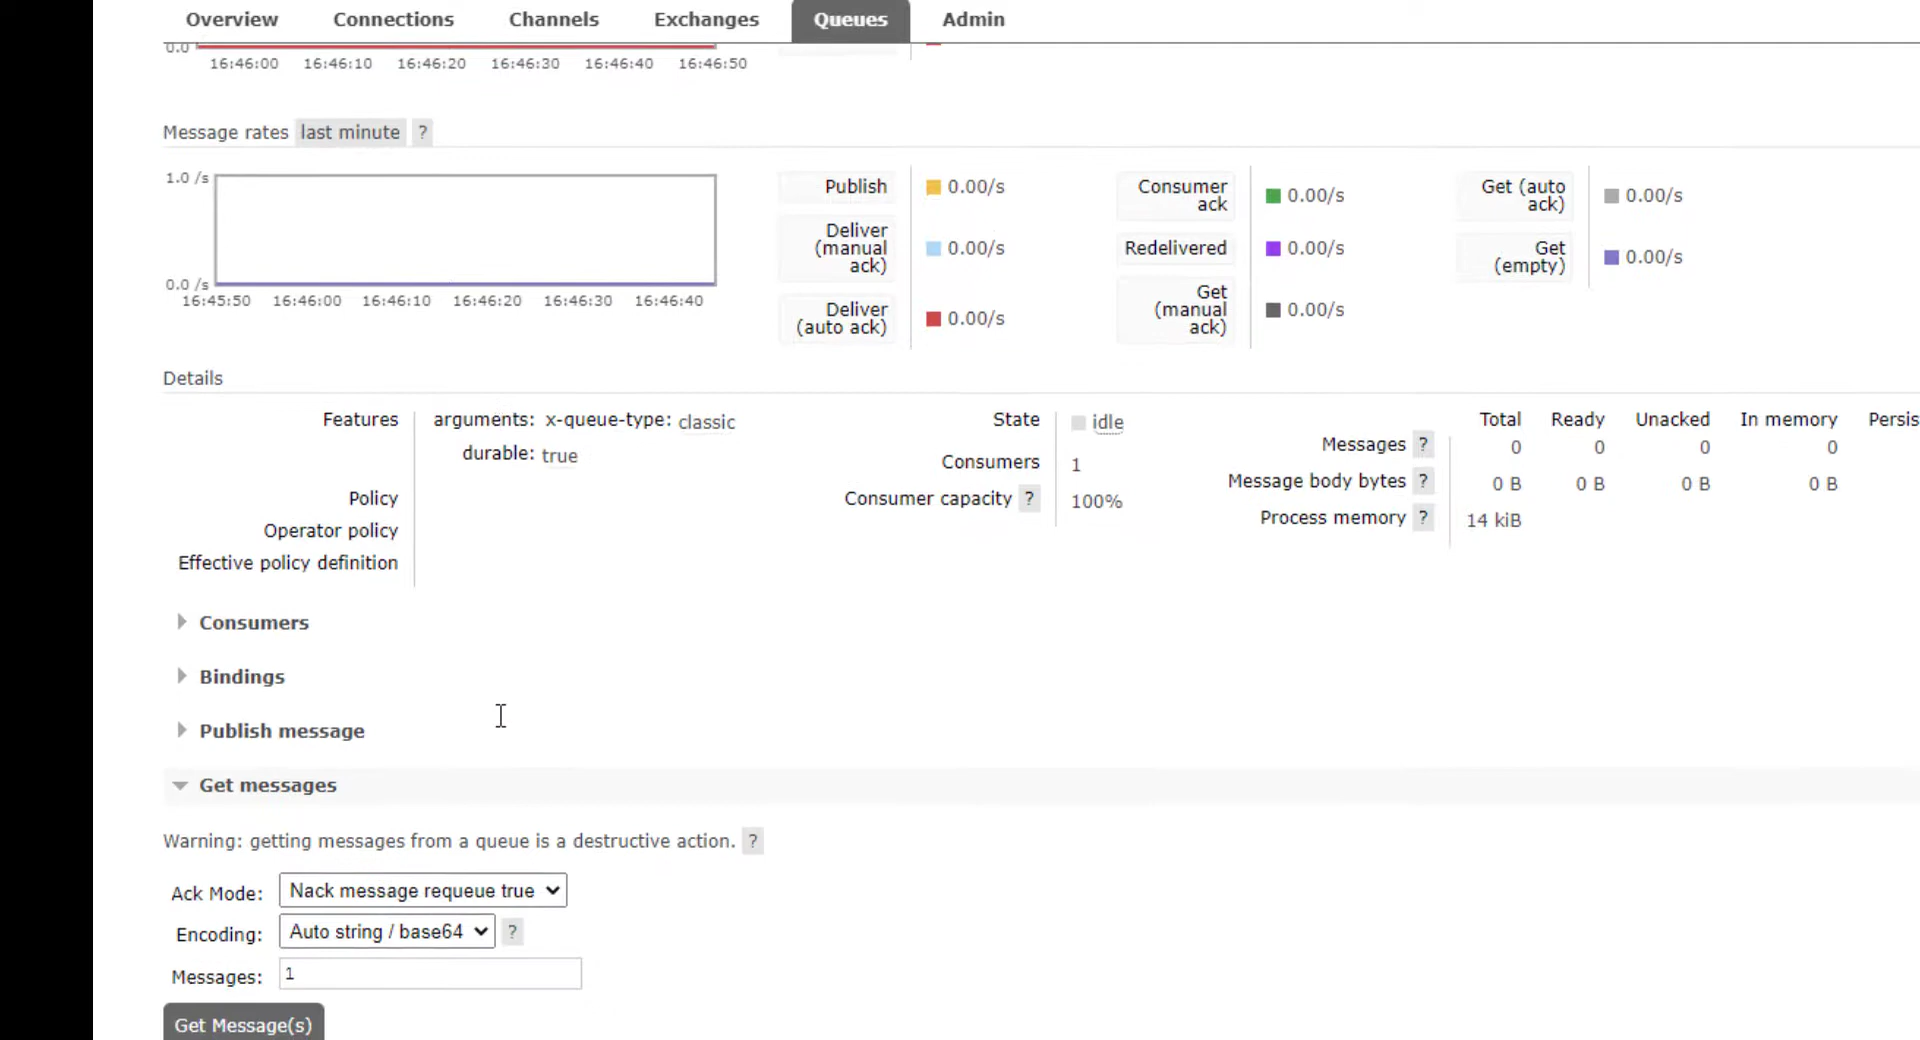 Overview Connections Channels Exchanges Queues Admin
0.0
16:46:00 16:46:10 16:46:20 16:46:30 16:46:40 16:46:50
Message rates last minute ?
1.0 /s
0.0 /s
16:45:50 16:46:00 16:46:10 16:46:20 16:46:30 16:46:40
Publish 0.00/s
Deliver (manual ack) 0.00/s
Deliver (auto ack) 0.00/s
Consumer ack 0.00/s
Redelivered 0.00/s
Get (manual ack) 0.00/s
Get (auto ack) 0.00/s
Get (empty) 0.00/s
Details
Features arguments: x-queue-type: classic
durable: true
Policy
Operator policy
Effective policy definition
State idle
Consumers 1
Consumer capacity ? 100%
Total Ready Unacked In memory Persis
Messages ? 0 0 0 0
Message body bytes ? 0 B 0 B 0 B 0 B
Process memory ? 14 kiB
Consumers
Bindings
Publish message
Get messages
Warning: getting messages from a queue is a destructive action. ?
Ack Mode: Nack message requeue true
Encoding: Auto string / base64 ?
Messages: 1
Get Message(s)